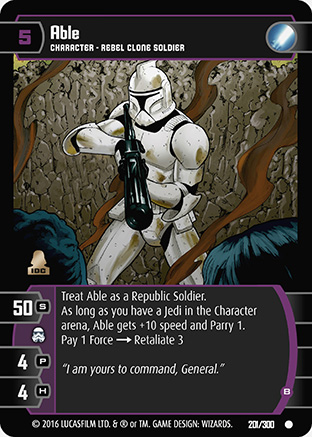 5 Able
CHARACTER • REBEL CLONE SOLDIER
IDC
50 S
4 P
4 H
Treat Able as a Republic Soldier.
As long as you have a Jedi in the Character
arena, Able gets +10 speed and Parry 1.
Pay 1 Force → Retaliate 3
“I am yours to command, General.”
B
© 2016 LUCASFILM LTD. & ® or TM. GAME DESIGN: WIZARDS. 201/300